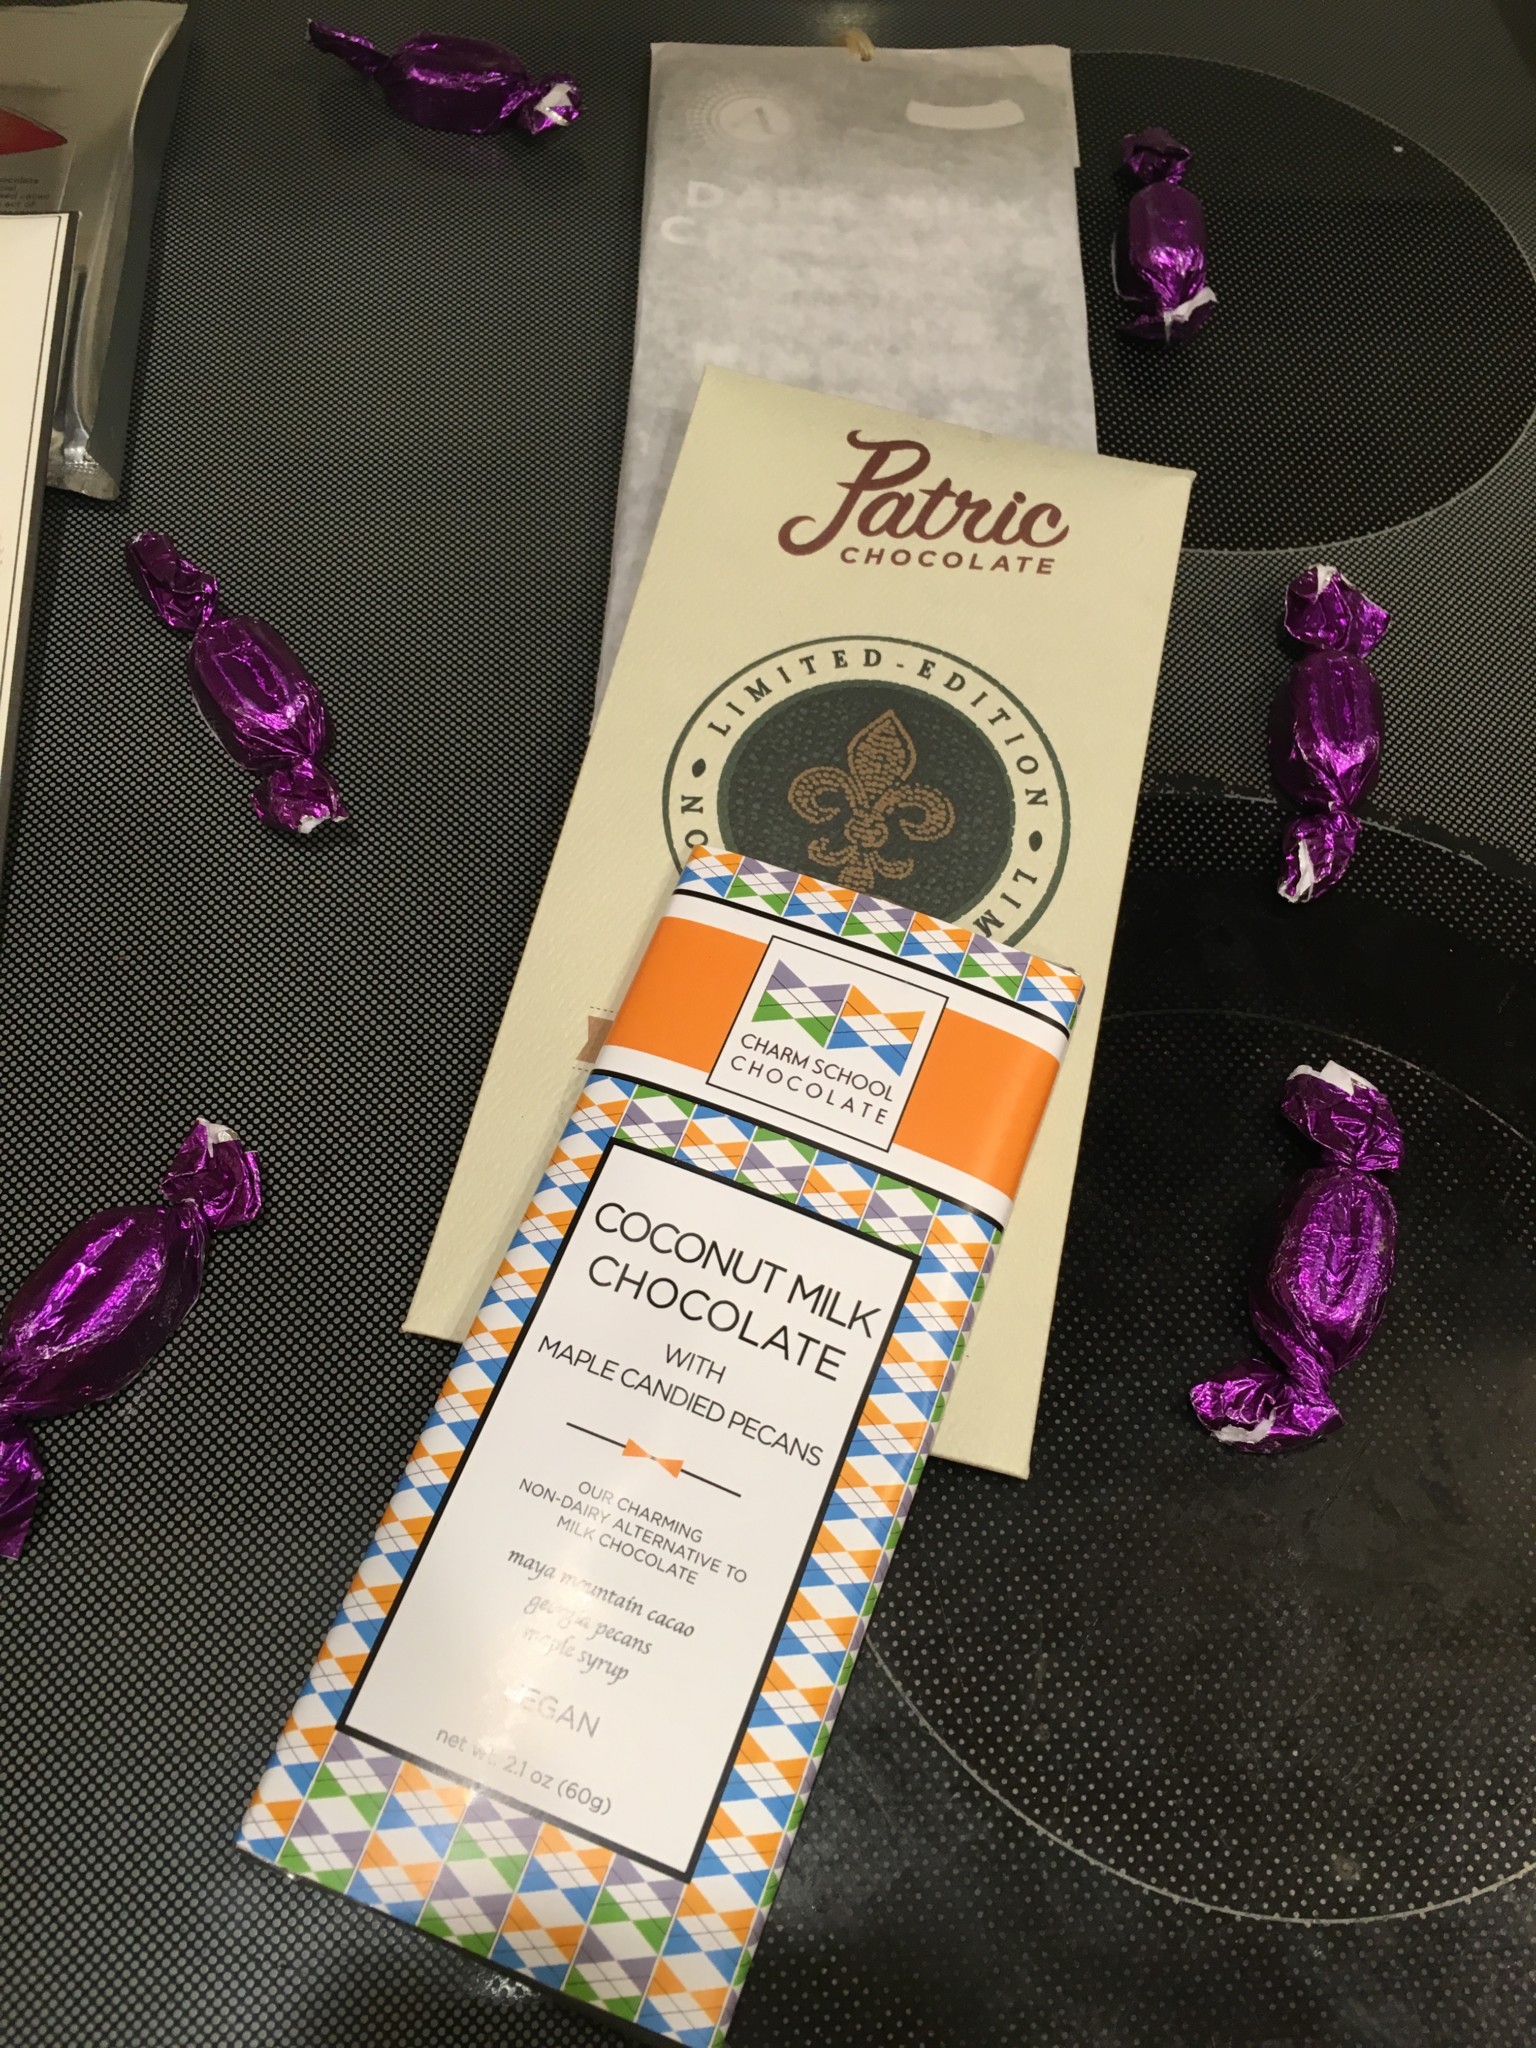 Patric
CHOCOLATE
LIMITED-EDITION
CHARM SCHOOL
CHOCOLATE
COCONUT MILK
CHOCOLATE
WITH
MAPLE CANDIED PECANS
OUR CHARMING
NON-DAIRY ALTERNATIVE TO
MILK CHOCOLATE
maya mountain cacao
georgia pecans
maple syrup
VEGAN
net wt. 2.1 oz (60g)